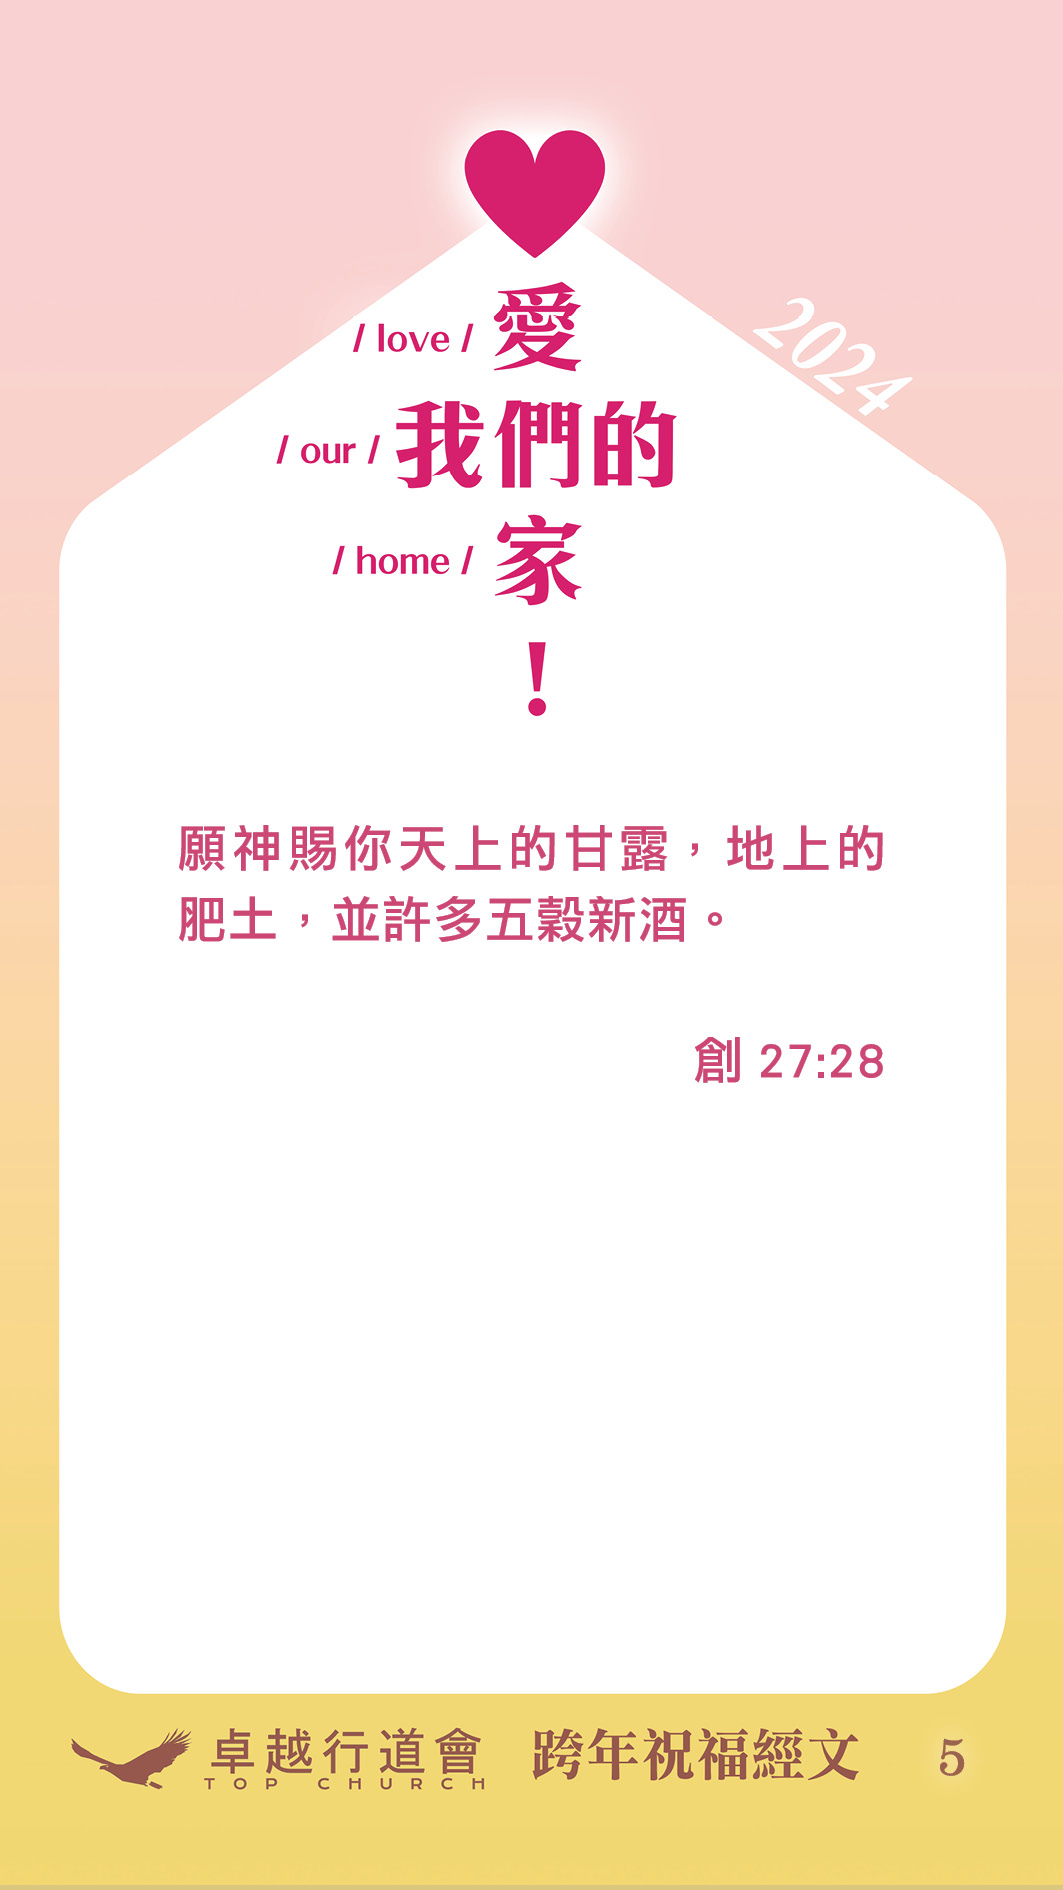 2024
/ love / 愛
/ our / 我們的
/ home / 家
!
願神賜你天上的甘露，地上的
肥土，並許多五穀新酒。
創 27:28
卓越行道會
TOP CHURCH
跨年祝福經文
5